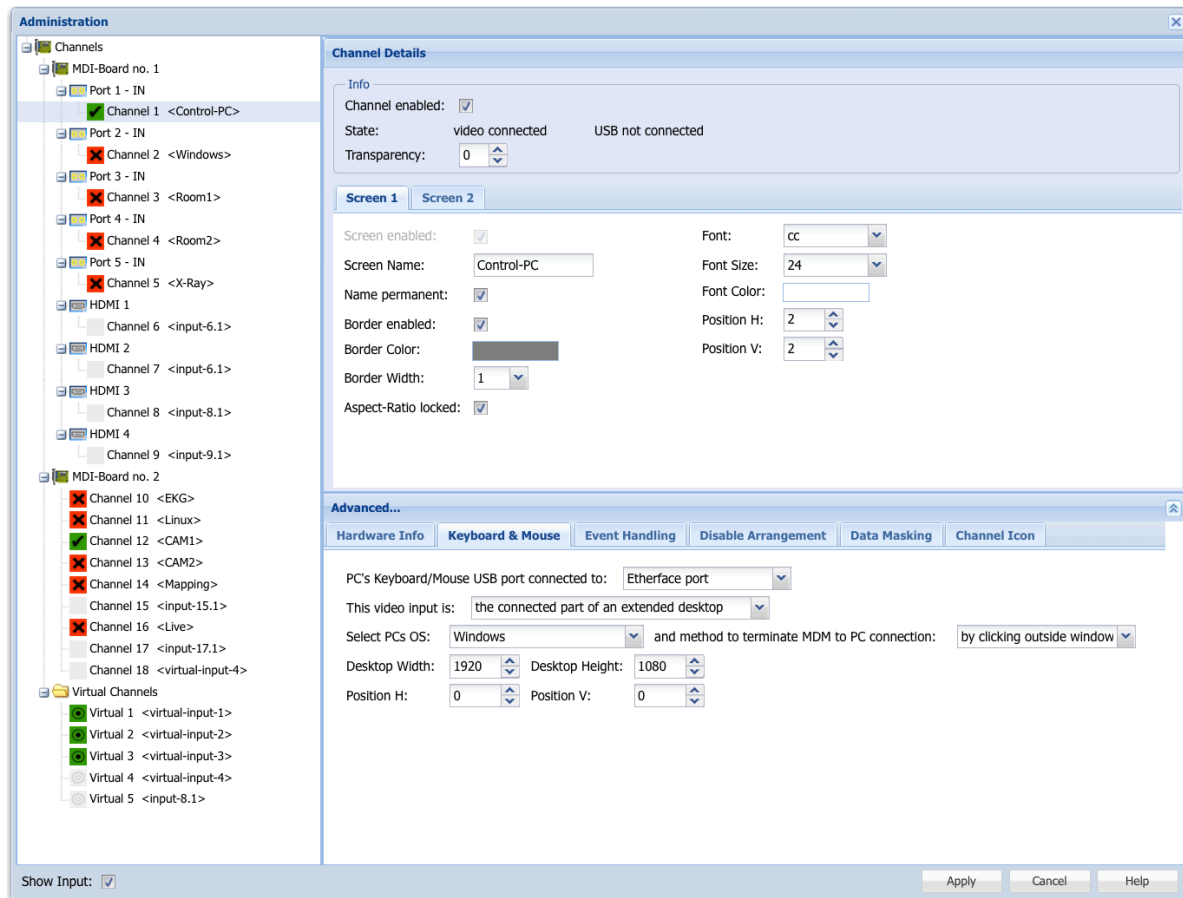 Administration
Channels
MDI-Board no. 1
Port 1 - IN
Channel 1 <Control-PC>
Port 2 - IN
Channel 2 <Windows>
Port 3 - IN
Channel 3 <Room1>
Port 4 - IN
Channel 4 <Room2>
Port 5 - IN
Channel 5 <X-Ray>
HDMI 1
Channel 6 <input-6.1>
HDMI 2
Channel 7 <input-6.1>
HDMI 3
Channel 8 <input-8.1>
HDMI 4
Channel 9 <input-9.1>
MDI-Board no. 2
Channel 10 <EKG>
Channel 11 <Linux>
Channel 12 <CAM1>
Channel 13 <CAM2>
Channel 14 <Mapping>
Channel 15 <input-15.1>
Channel 16 <Live>
Channel 17 <input-17.1>
Channel 18 <virtual-input-4>
Virtual Channels
Virtual 1 <virtual-input-1>
Virtual 2 <virtual-input-2>
Virtual 3 <virtual-input-3>
Virtual 4 <virtual-input-4>
Virtual 5 <input-8.1>
Channel Details
Info
Channel enabled:
State: video connected USB not connected
Transparency: 0
Screen 1 Screen 2
Screen enabled:
Screen Name: Control-PC
Name permanent:
Border enabled:
Border Color:
Border Width: 1
Aspect-Ratio locked:
Font: cc
Font Size: 24
Font Color:
Position H: 2
Position V: 2
Advanced...
Hardware Info Keyboard & Mouse Event Handling Disable Arrangement Data Masking Channel Icon
PC's Keyboard/Mouse USB port connected to: Etherface port
This video input is: the connected part of an extended desktop
Select PCs OS: Windows and method to terminate MDM to PC connection: by clicking outside window
Desktop Width: 1920 Desktop Height: 1080
Position H: 0 Position V: 0
Show Input:
Apply Cancel Help